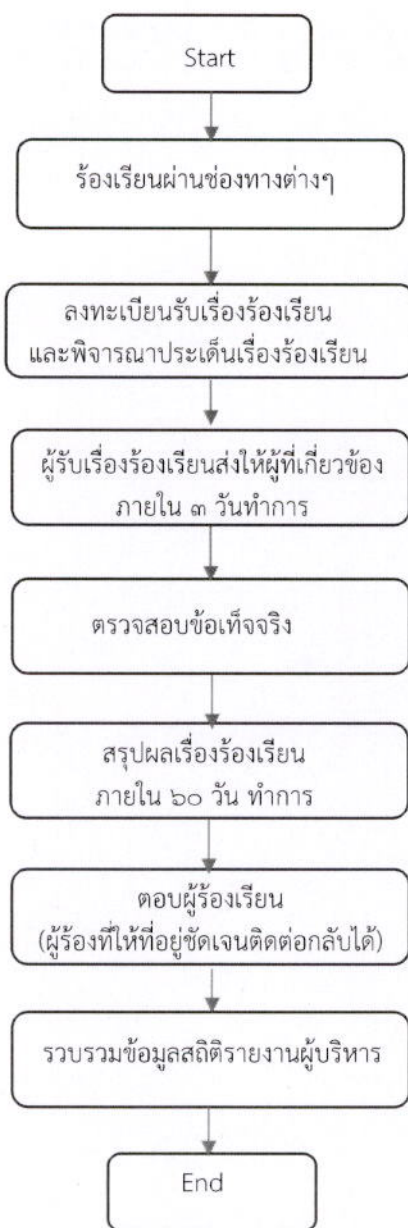 Start
ร้องเรียนผ่านช่องทางต่างๆ
ลงทะเบียนรับเรื่องร้องเรียน
และพิจารณาประเด็นเรื่องร้องเรียน
ผู้รับเรื่องร้องเรียนส่งให้ผู้ที่เกี่ยวข้อง
ภายใน ๓ วันทำการ
ตรวจสอบข้อเท็จจริง
สรุปผลเรื่องร้องเรียน
ภายใน ๖๐ วัน ทำการ
ตอบผู้ร้องเรียน
(ผู้ร้องที่ให้ที่อยู่ชัดเจนติดต่อกลับได้)
รวบรวมข้อมูลสถิติรายงานผู้บริหาร
End